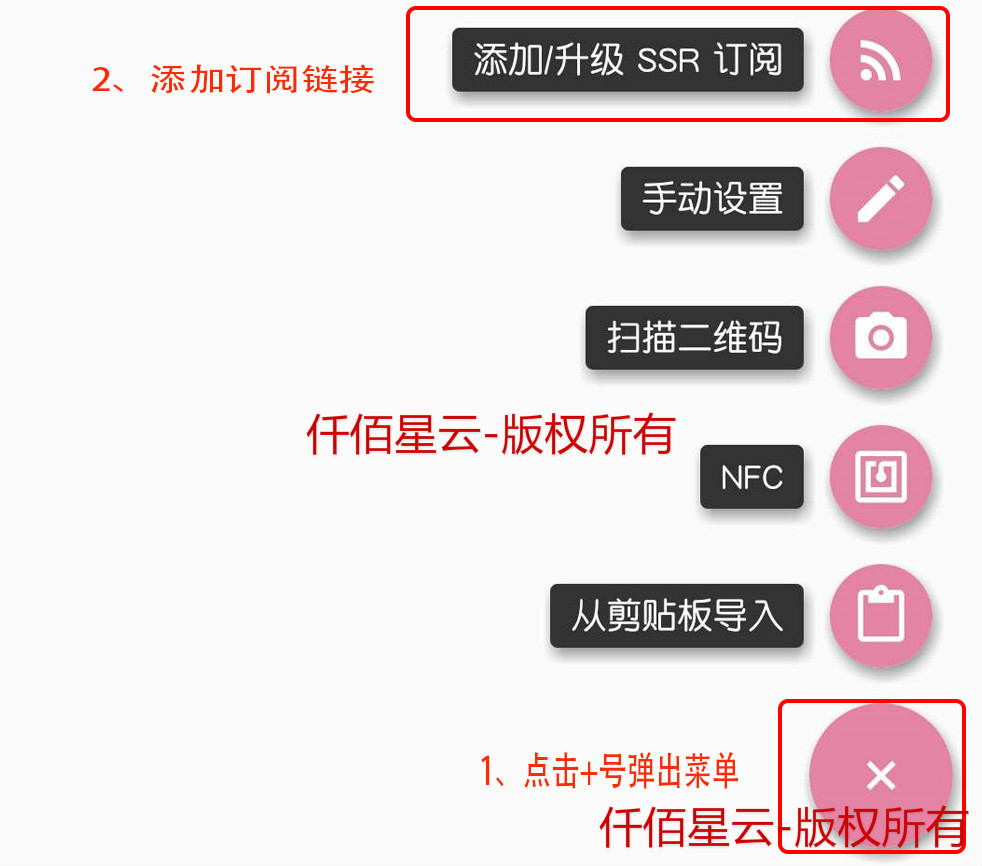 添加/升级 SSR 订阅
2、添加订阅链接
手动设置
扫描二维码
仟佰星云-版权所有
NFC
从剪贴板导入
1、点击+号弹出菜单
仟佰星云-版权所有